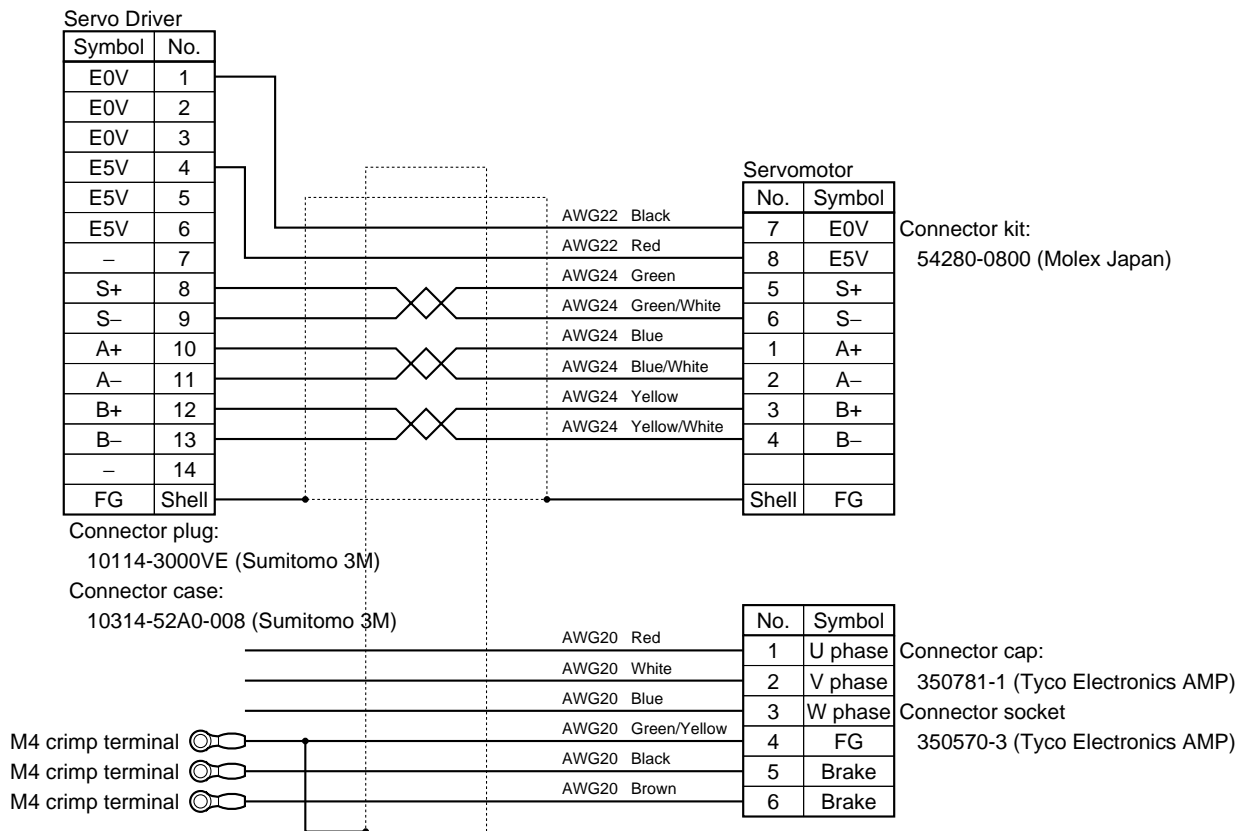 Servo Driver
Symbol No.
E0V 1
E0V 2
E0V 3
E5V 4
E5V 5
E5V 6
– 7
S+ 8
S– 9
A+ 10
A– 11
B+ 12
B– 13
– 14
FG Shell
Connector plug:
10114-3000VE (Sumitomo 3M)
Connector case:
10314-52A0-008 (Sumitomo 3M)
AWG22 Black
AWG22 Red
AWG24 Green
AWG24 Green/White
AWG24 Blue
AWG24 Blue/White
AWG24 Yellow
AWG24 Yellow/White
Servomotor
No. Symbol
7 E0V
8 E5V
5 S+
6 S–
1 A+
2 A–
3 B+
4 B–
Shell FG
Connector kit:
54280-0800 (Molex Japan)
M4 crimp terminal
M4 crimp terminal
M4 crimp terminal
AWG20 Red
AWG20 White
AWG20 Blue
AWG20 Green/Yellow
AWG20 Black
AWG20 Brown
No. Symbol
1 U phase
2 V phase
3 W phase
4 FG
5 Brake
6 Brake
Connector cap:
350781-1 (Tyco Electronics AMP)
Connector socket
350570-3 (Tyco Electronics AMP)